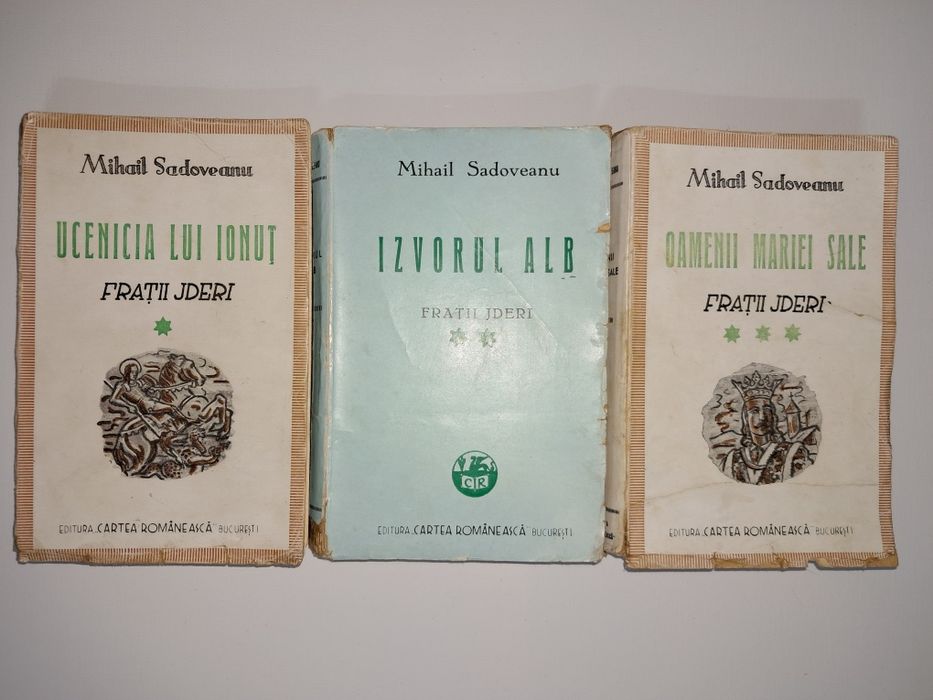 Mihail Sadoveanu
UCENICIA LUI IONUȚ
FRAȚII JDERI
EDITURA „CARTEA ROMÂNEASCĂ” BUCUREȘTI
Mihail Sadoveanu
IZVORUL ALB
FRAȚII JDERI
CR
EDITURA „CARTEA ROMÂNEASCĂ” BUCUREȘTI
Mihail Sadoveanu
OAMENII MARIEI SALE
FRAȚII JDERI
EDITURA „CARTEA ROMÂNEASCĂ” BUCUREȘTI